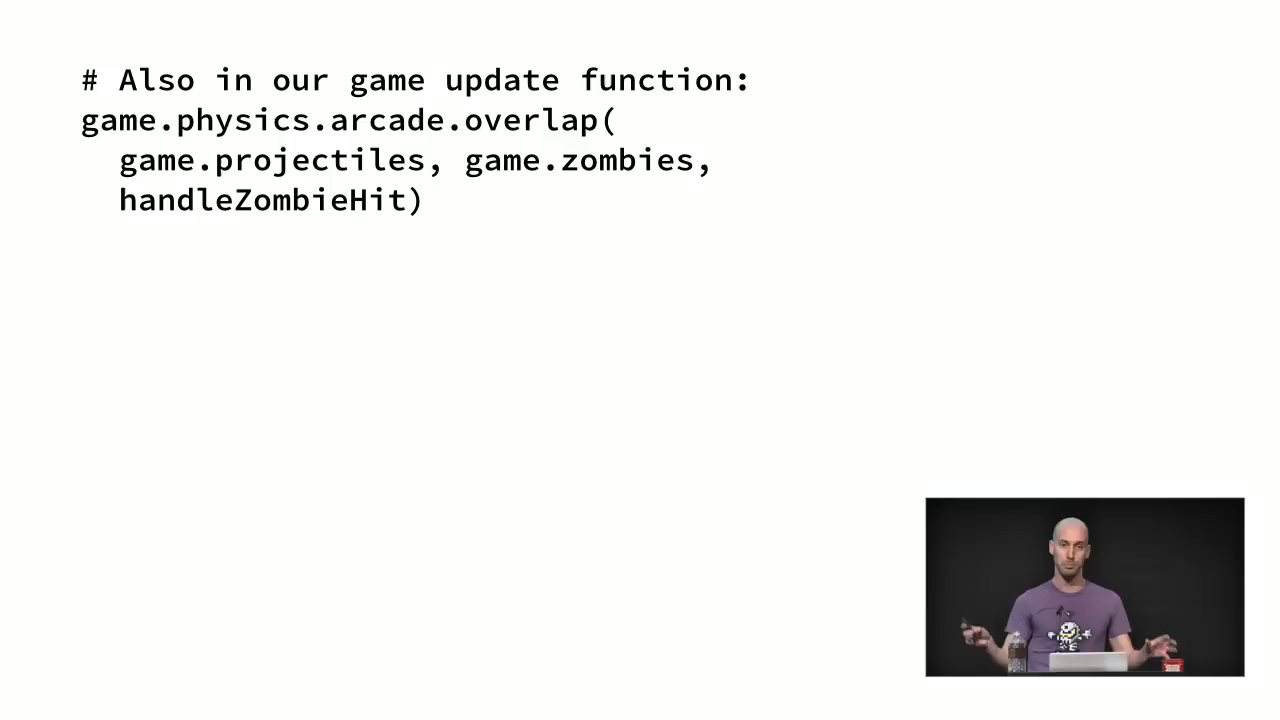 # Also in our game update function:
game.physics.arcade.overlap(
  game.projectiles, game.zombies,
  handleZombieHit)